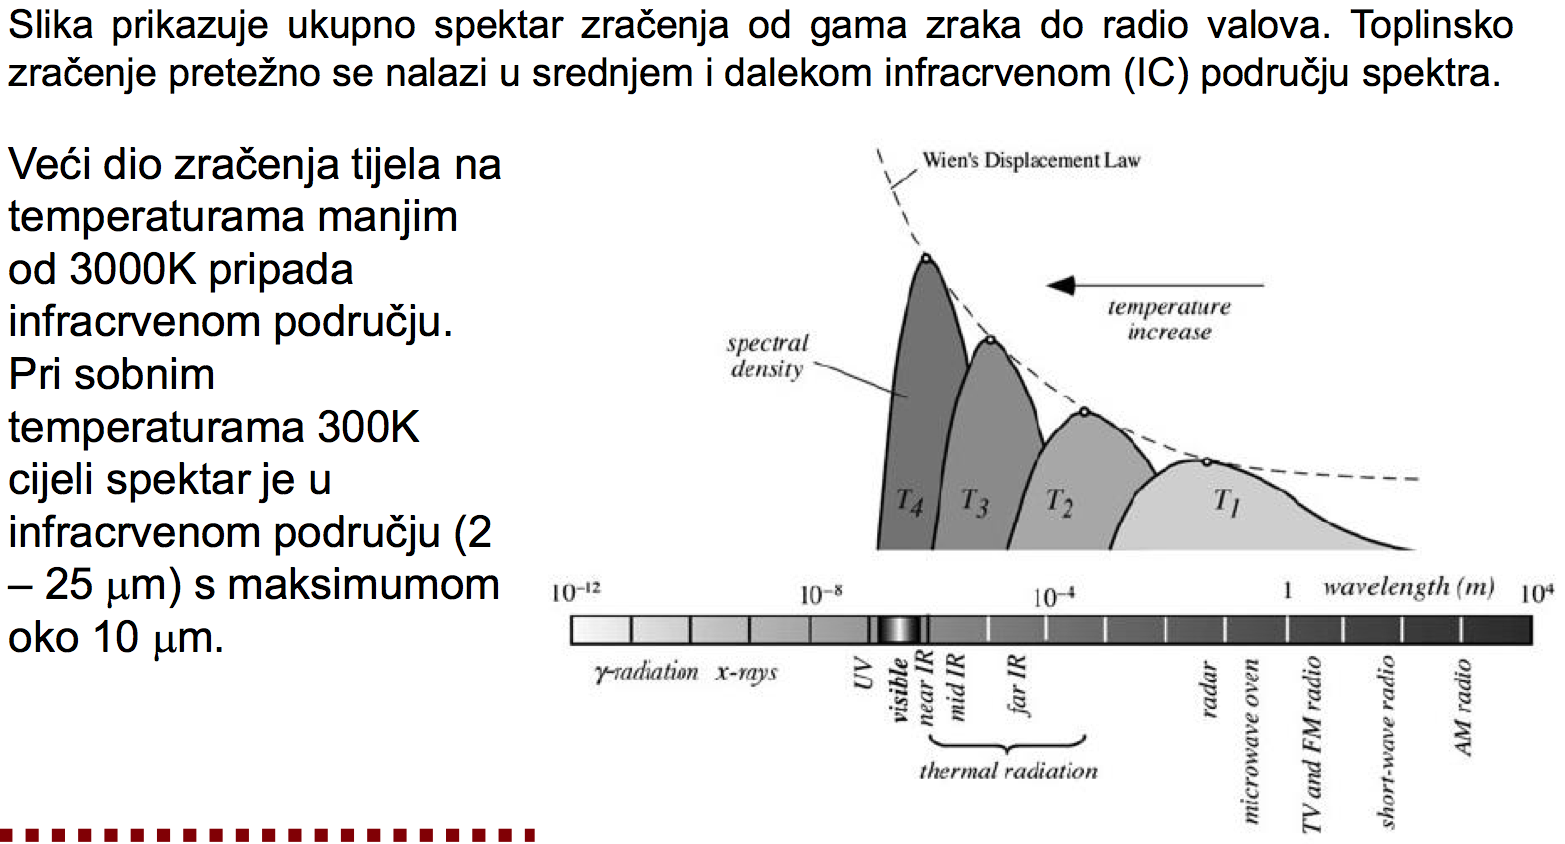 Slika prikazuje ukupno spektar zračenja od gama zraka do radio valova. Toplinsko
zračenje pretežno se nalazi u srednjem i dalekom infracrvenom (IC) području spektra.
Veći dio zračenja tijela na
temperaturama manjim
od 3000K pripada
infracrvenom području.
Pri sobnim
temperaturama 300K
cijeli spektar je u
infracrvenom području (2
– 25 μm) s maksimumom
oko 10 μm.
Wien's Displacement Law
temperature
increase
spectral
density
T4
T3
T2
T1
10⁻¹²
10⁻⁸
10⁻⁴
1
wavelength (m)
10⁴
γ-radiation
x-rays
UV
visible
near IR
mid IR
far IR
radar
microwave oven
TV and FM radio
short-wave radio
AM radio
thermal radiation